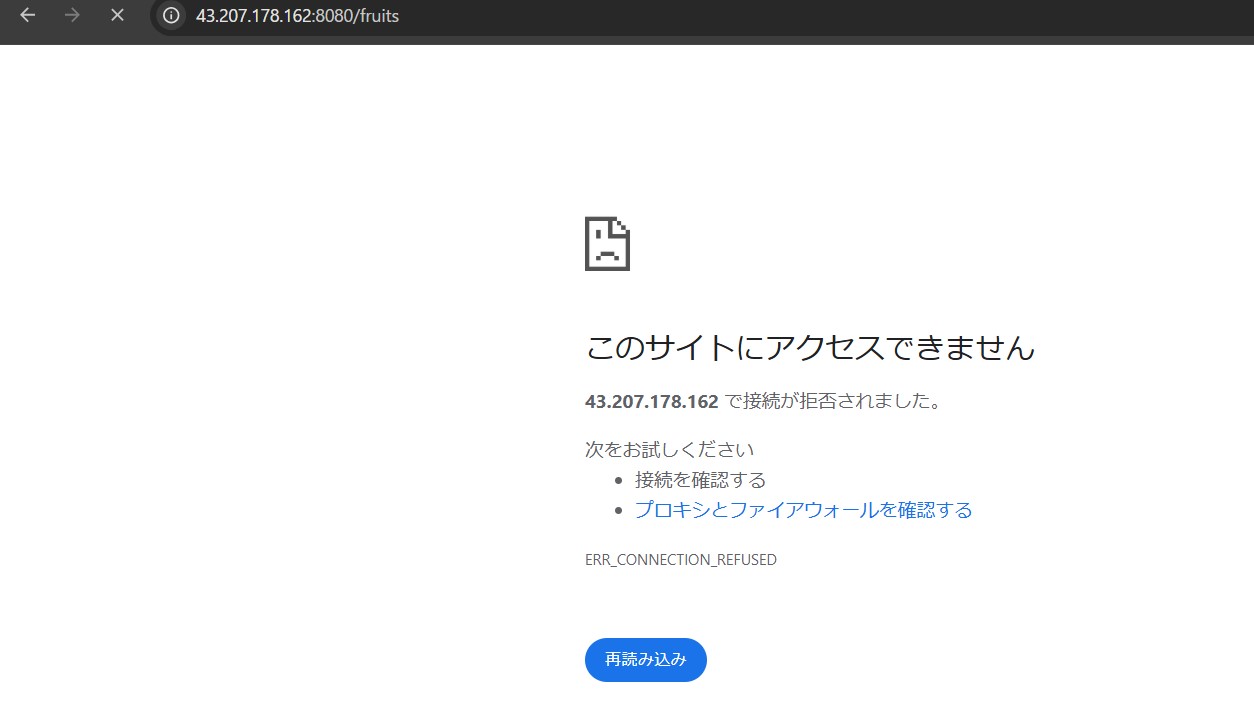 43.207.178.162:8080/fruits
このサイトにアクセスできません
43.207.178.162 で接続が拒否されました。
次をお試しください
接続を確認する
プロキシとファイアウォールを確認する
ERR_CONNECTION_REFUSED
再読み込み